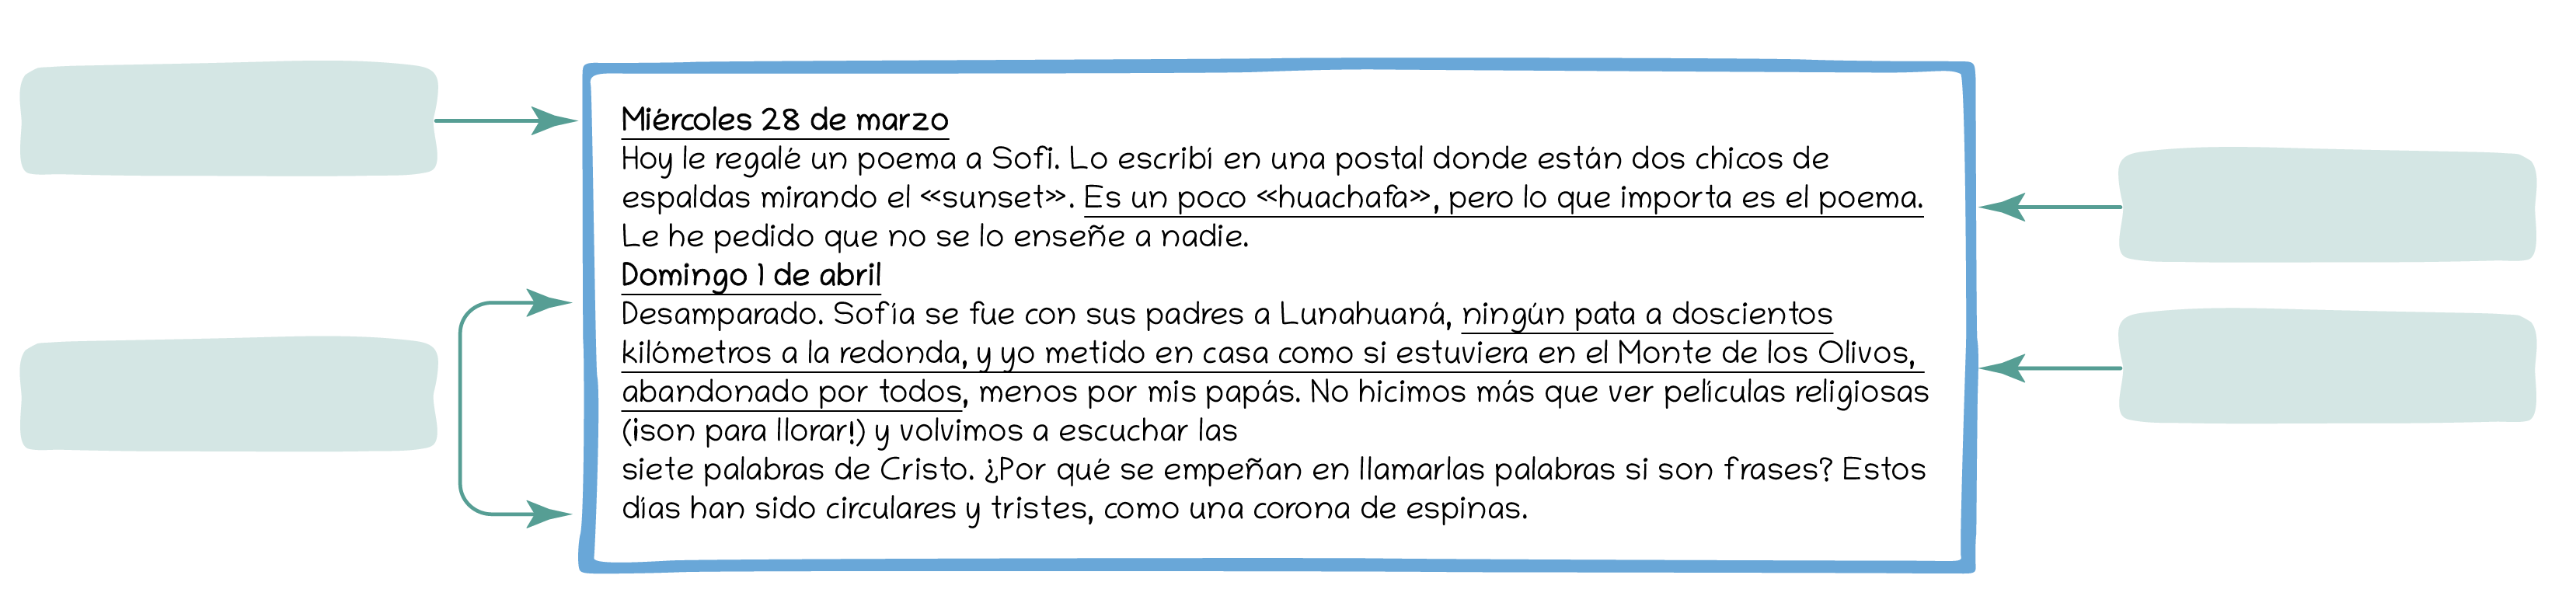 Miércoles 28 de marzo
Hoy le regalé un poema a Sofi. Lo escribí en una postal donde están dos chicos de
espaldas mirando el «sunset». Es un poco «huachafa», pero lo que importa es el poema.
Le he pedido que no se lo enseñe a nadie.
Domingo 1 de abril
Desamparado. Sofía se fue con sus padres a Lunahuaná, ningún pata a doscientos
kilómetros a la redonda, y yo metido en casa como si estuviera en el Monte de los Olivos,
abandonado por todos, menos por mis papás. No hicimos más que ver películas religiosas
(¡son para llorar!) y volvimos a escuchar las
siete palabras de Cristo. ¿Por qué se empeñan en llamarlas palabras si son frases? Estos
días han sido circulares y tristes, como una corona de espinas.